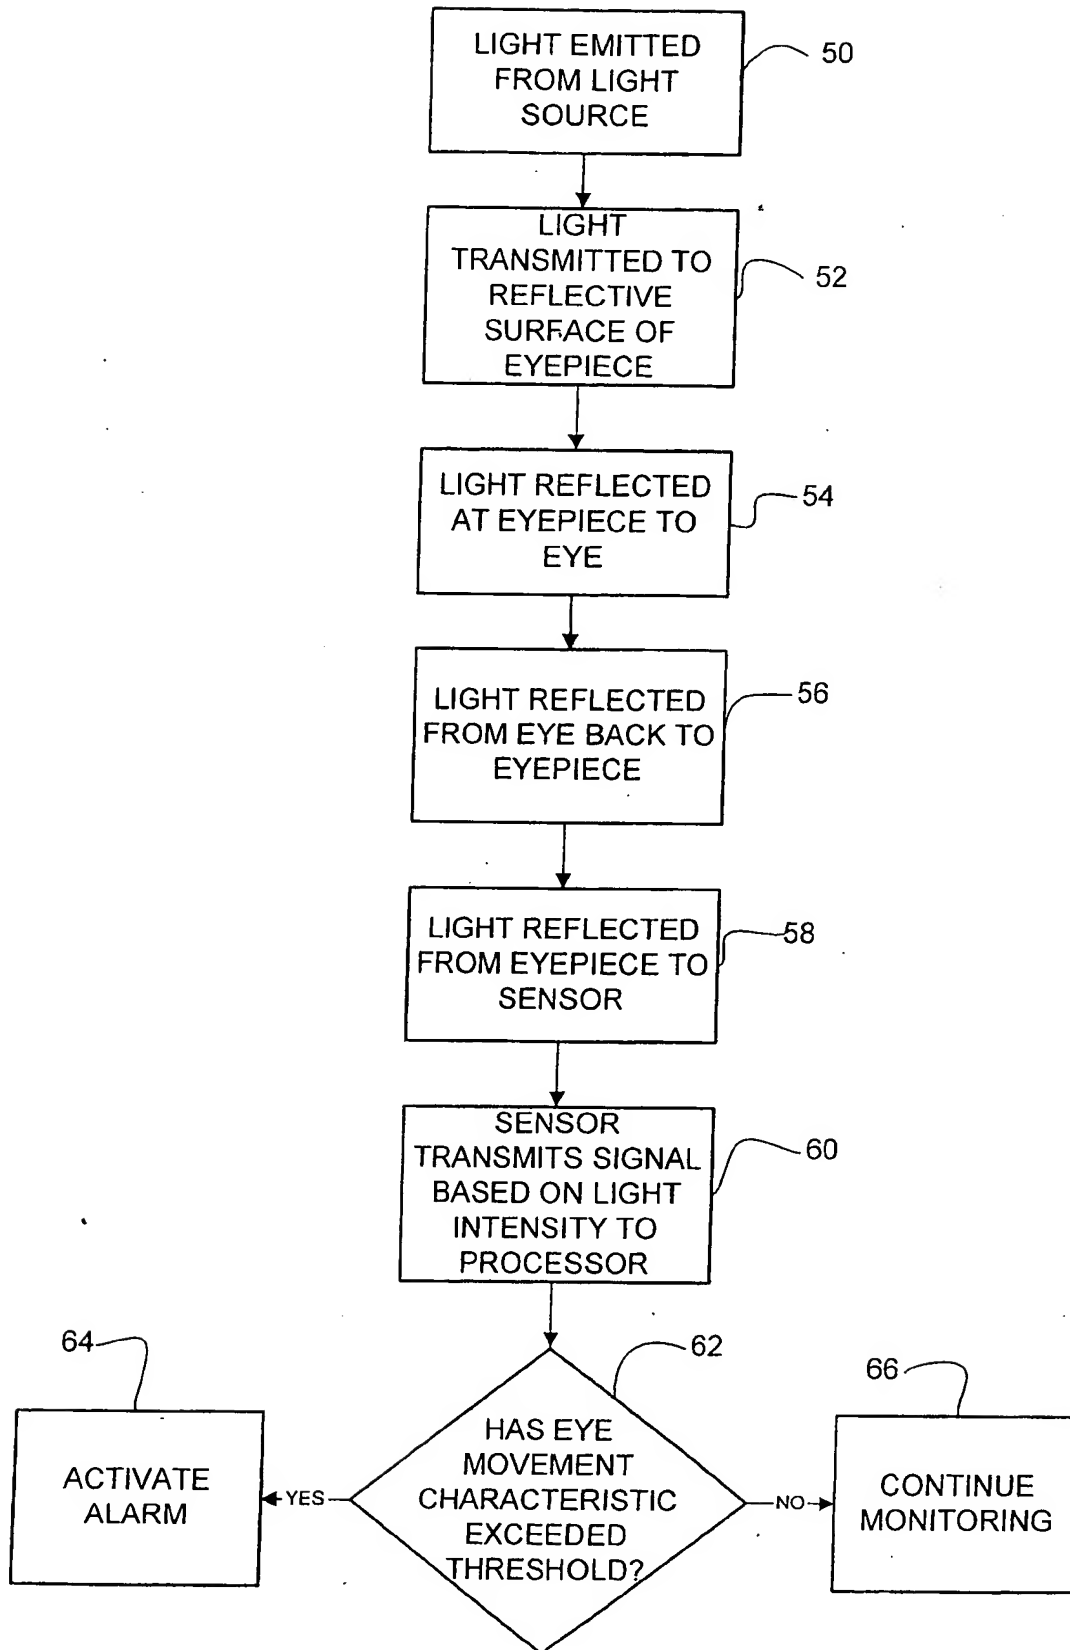 LIGHT EMITTED
FROM LIGHT
SOURCE
50
LIGHT
TRANSMITTED TO
REFLECTIVE
SURFACE OF
EYEPIECE
52
LIGHT REFLECTED
AT EYEPIECE TO
EYE
54
LIGHT REFLECTED
FROM EYE BACK TO
EYEPIECE
56
LIGHT REFLECTED
FROM EYEPIECE TO
SENSOR
58
SENSOR
TRANSMITS SIGNAL
BASED ON LIGHT
INTENSITY TO
PROCESSOR
60
62
HAS EYE
MOVEMENT
CHARACTERISTIC
EXCEEDED
THRESHOLD?
YES
64
ACTIVATE
ALARM
NO
66
CONTINUE
MONITORING